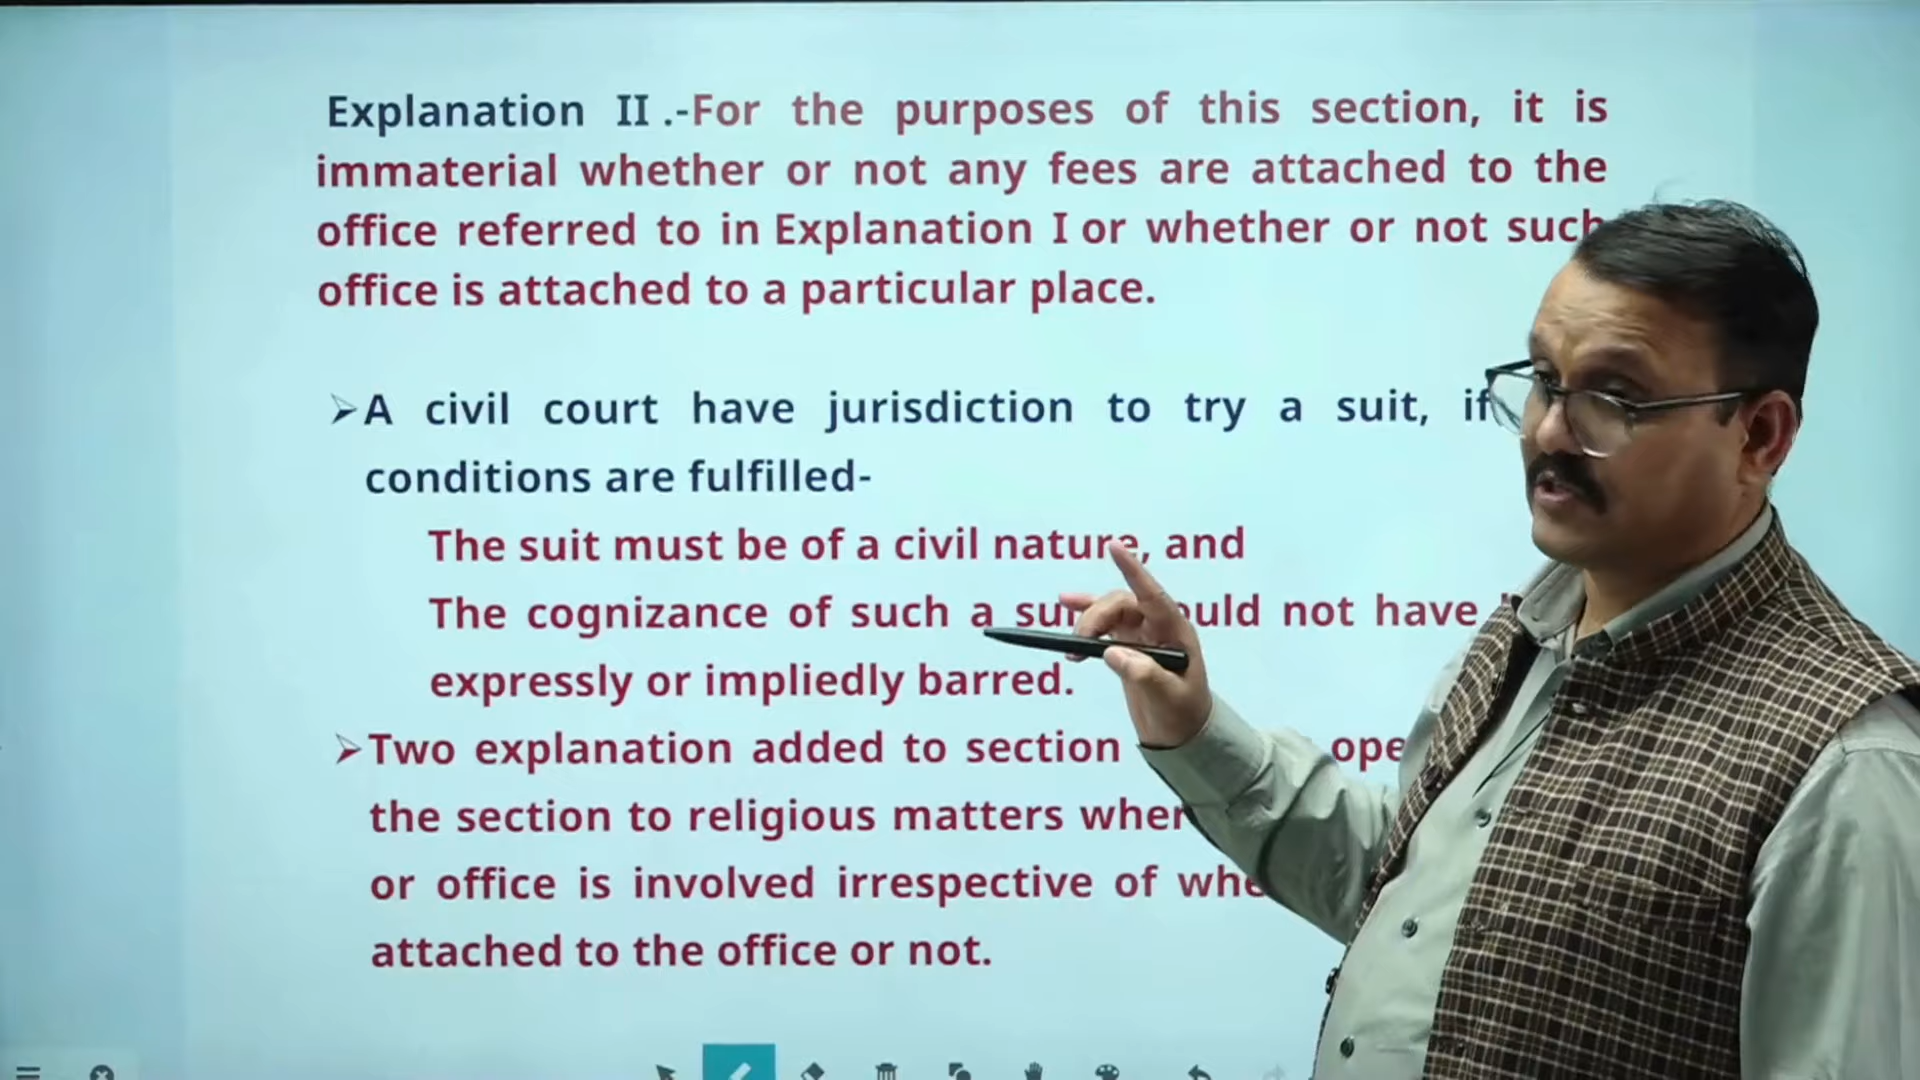 Explanation II .-For the purposes of this section, it is
immaterial whether or not any fees are attached to the
office referred to in Explanation I or whether or not such
office is attached to a particular place.
➢A civil court have jurisdiction to try a suit, if
conditions are fulfilled-
The suit must be of a civil nature, and
The cognizance of such a not have
expressly or impliedly barred.
➢Two explanation added to section
the section to religious matters
or office is involved irrespective of
attached to the office or not.